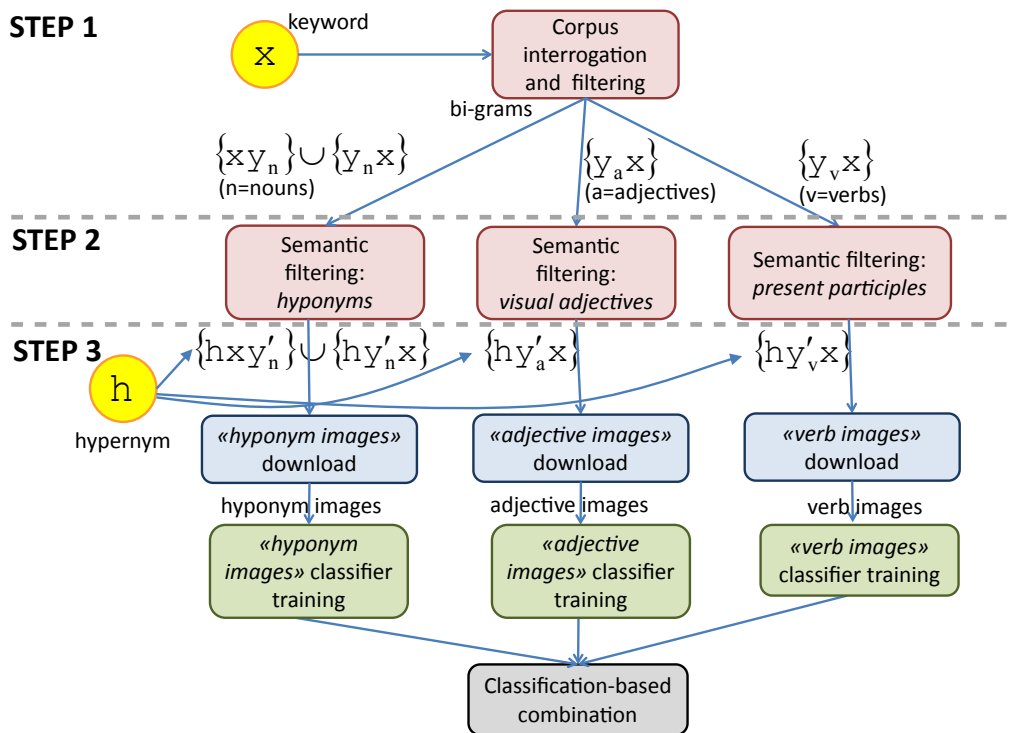 STEP 1
keyword
x
Corpus
interrogation
and filtering
bi-grams
{xyₙ}∪{yₙx}
(n=nouns)
{yₐx}
(a=adjectives)
{yᵥx}
(v=verbs)
STEP 2
Semantic
filtering:
hyponyms
Semantic
filtering:
visual adjectives
Semantic filtering:
present participles
STEP 3
{hxy′ₙ}∪{hy′ₙx}
{hy′ₐx}
{hy′ᵥx}
h
hypernym
«hyponym images»
download
«adjective images»
download
«verb images»
download
hyponym images
adjective images
verb images
«hyponym
images» classifier
training
«adjective
images» classifier
training
«verb images»
classifier training
Classification-based
combination